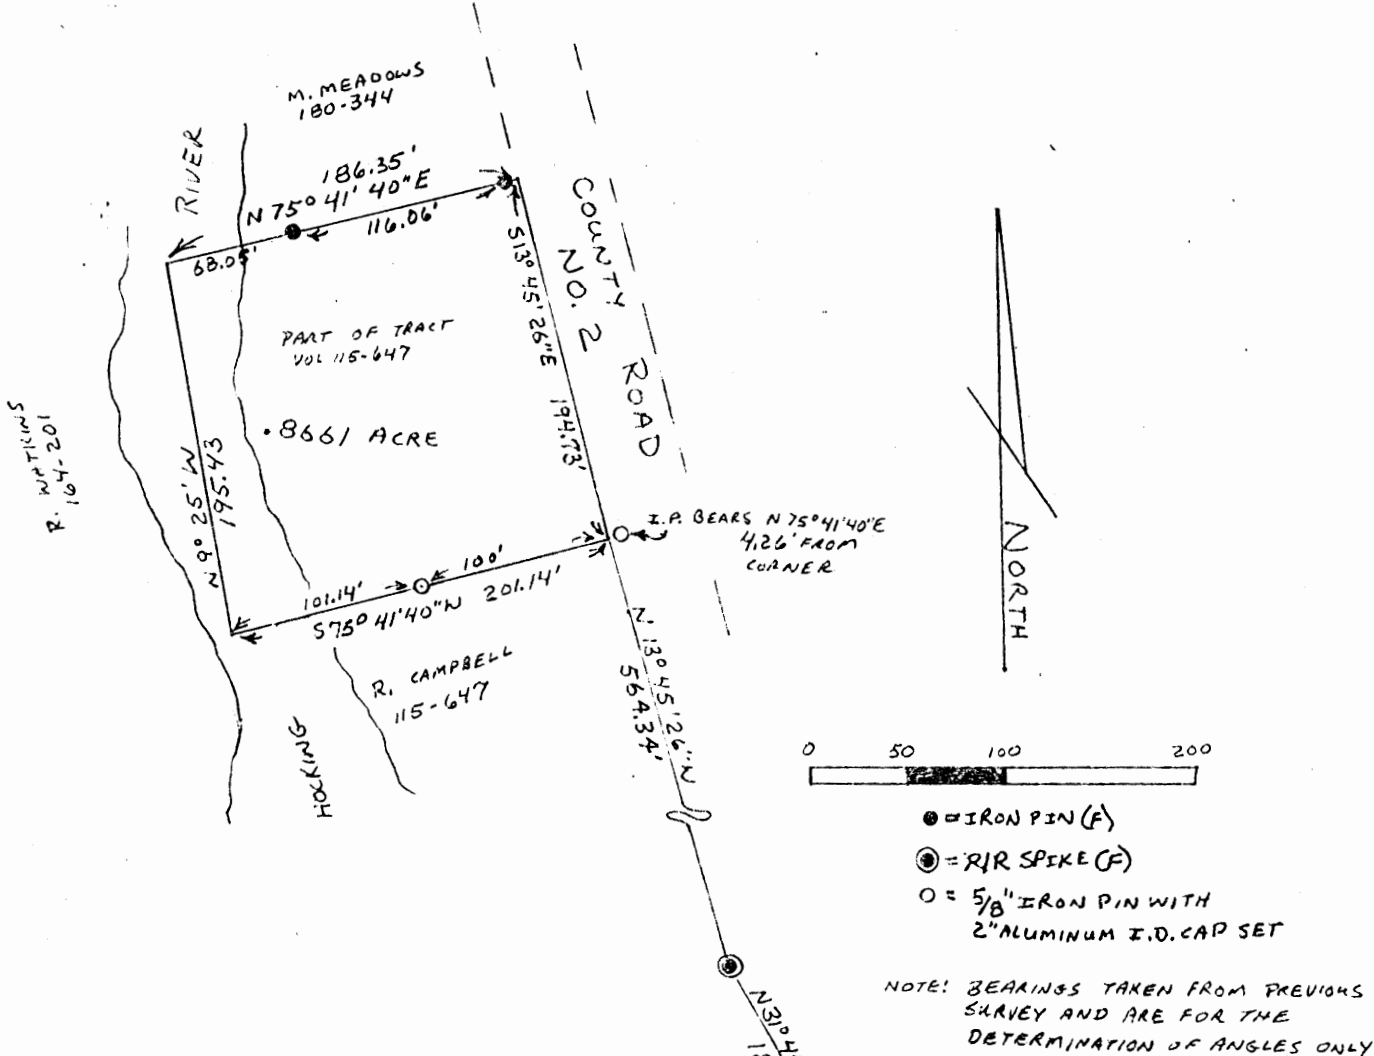 M. MEADOWS
180-344
RIVER
186.35'
N 75° 41' 40" E
116.06'
68.05'
COUNTY
NO. 2
ROAD
S13° 45' 26"E
194.73'
PART OF TRACT
VOL 115-647
.8661 ACRE
R. WATKINS
164-201
N 9° 25' W
195.43
I.P. BEARS N 75° 41' 40"E
4.26' FROM
CORNER
100'
101.14'
S75° 41' 40"W 201.14'
R. CAMPBELL
115-647
HOCKING
N 13° 45' 26" W
564.34'
NORTH
0 50 100 200
= IRON PIN (F)
= R/R SPIKE (F)
= 5/8" IRON PIN WITH
2" ALUMINUM I.D. CAP SET
NOTE: BEARINGS TAKEN FROM PREVIOUS
SURVEY AND ARE FOR THE
DETERMINATION OF ANGLES ONLY
N31°4